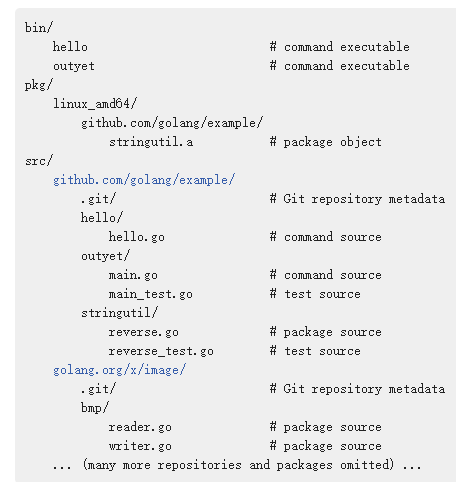 bin/
    hello                          # command executable
    outyet                         # command executable
pkg/
    linux_amd64/
        github.com/golang/example/
            stringutil.a           # package object
src/
    github.com/golang/example/
        .git/                      # Git repository metadata
        hello/
            hello.go               # command source
        outyet/
            main.go                # command source
            main_test.go           # test source
        stringutil/
            reverse.go             # package source
            reverse_test.go        # test source
    golang.org/x/image/
        .git/                      # Git repository metadata
        bmp/
            reader.go              # package source
            writer.go              # package source
    ... (many more repositories and packages omitted) ...